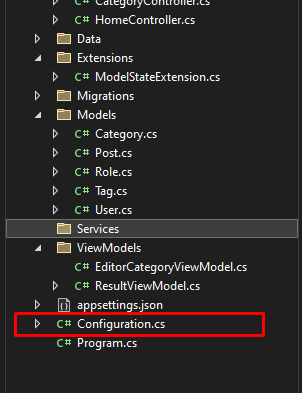 C# CategoryController.cs
C# HomeController.cs
Data
Extensions
C# ModelStateExtension.cs
Migrations
Models
C# Category.cs
C# Post.cs
C# Role.cs
C# Tag.cs
C# User.cs
Services
ViewModels
C# EditorCategoryViewModel.cs
C# ResultViewModel.cs
appsettings.json
C# Configuration.cs
C# Program.cs